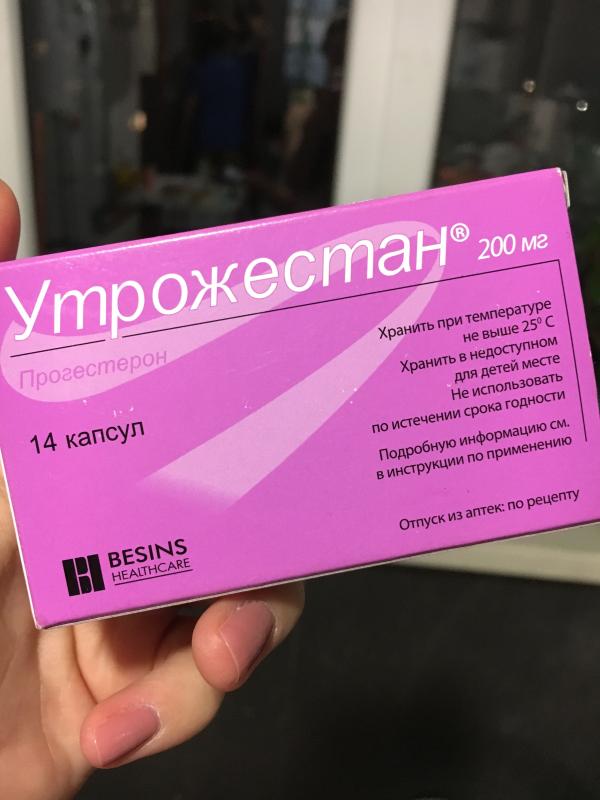 Утрожестан® 200 мг
Прогестерон
14 капсул
Хранить при температуре
не выше 25⁰ С
Хранить в недоступном
для детей месте
Не использовать
по истечении срока годности
Подробную информацию см.
в инструкции по применению
Отпуск из аптек: по рецепту
BESINS
HEALTHCARE